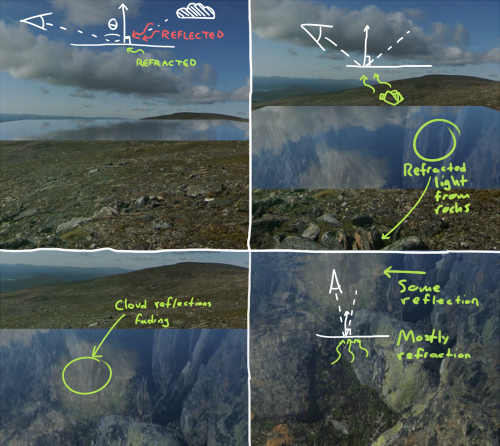 θ
REFLECTED
REFRACTED
Refracted
light
from
rocks
Cloud reflections
fading
Some
reflection
Mostly
refraction